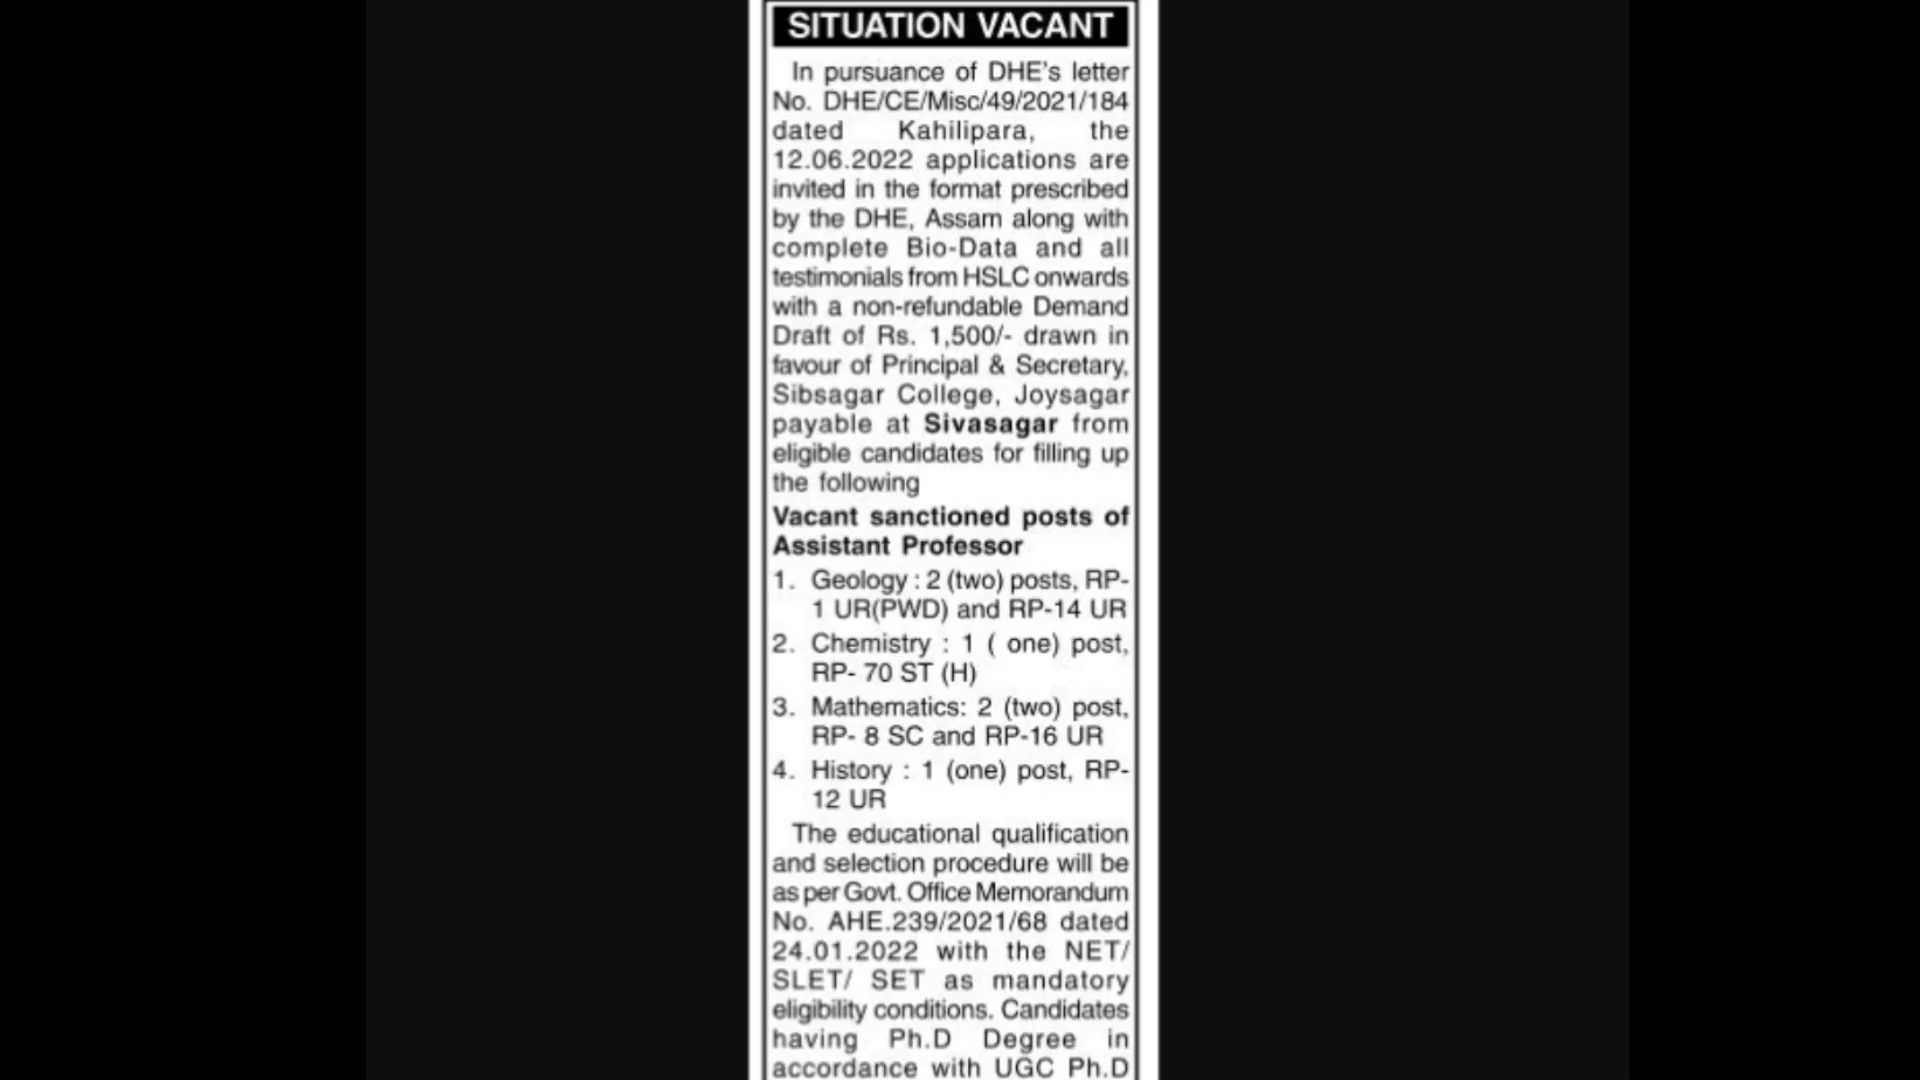 SITUATION VACANT
In pursuance of DHE's letter
No. DHE/CE/Misc/49/2021/184
dated Kahilipara, the
12.06.2022 applications are
invited in the format prescribed
by the DHE, Assam along with
complete Bio-Data and all
testimonials from HSLC onwards
with a non-refundable Demand
Draft of Rs. 1,500/- drawn in
favour of Principal & Secretary,
Sibsagar College, Joysagar
payable at Sivasagar from
eligible candidates for filling up
the following
Vacant sanctioned posts of
Assistant Professor
1. Geology : 2 (two) posts, RP-
1 UR(PWD) and RP-14 UR
2. Chemistry : 1 ( one) post,
RP- 70 ST (H)
3. Mathematics: 2 (two) post,
RP- 8 SC and RP-16 UR
4. History : 1 (one) post, RP-
12 UR
The educational qualification
and selection procedure will be
as per Govt. Office Memorandum
No. AHE.239/2021/68 dated
24.01.2022 with the NET/
SLET/ SET as mandatory
eligibility conditions. Candidates
having Ph.D Degree in
accordance with UGC Ph.D